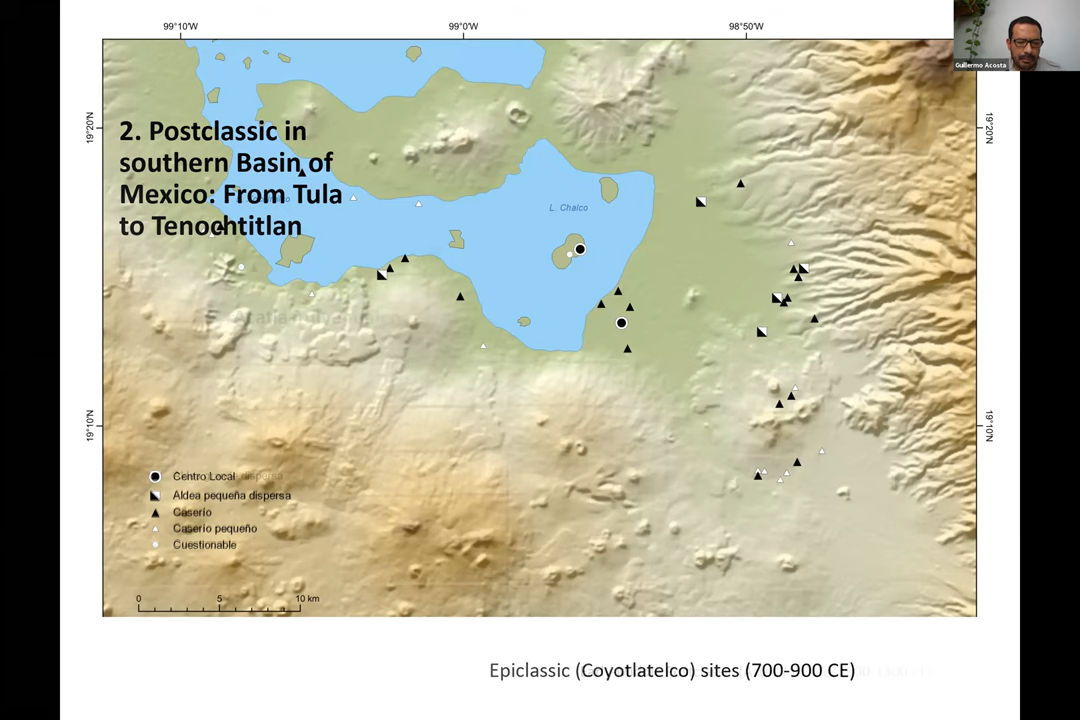 99°10'W
99°0'W
98°50'W
Guillermo Acosta
19°20'N
19°20'N
2. Postclassic in
southern Basin of
Mexico: From Tula
to Tenochtitlan
L. Chalco
19°10'N
19°10'N
Centro Local
Aldea pequeña dispersa
Caserío
Caserío pequeño
Cuestionable
0 5 10 km
Epiclassic (Coyotlatelco) sites (700-900 CE)